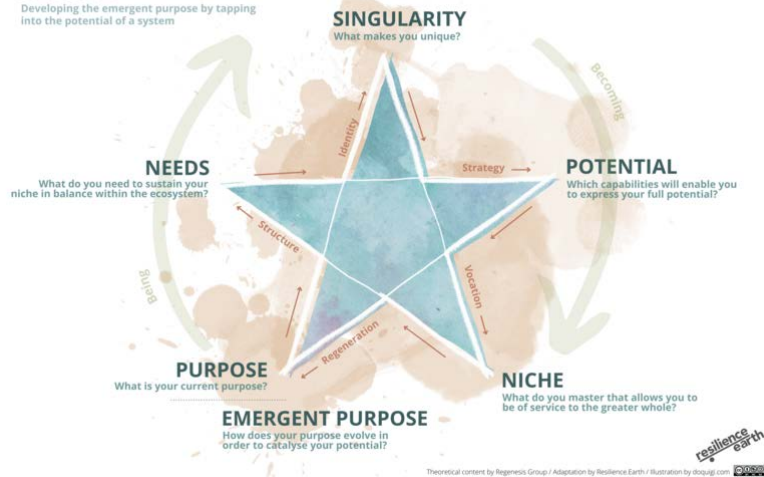 Developing the emergent purpose by tapping
into the potential of a system
SINGULARITY
What makes you unique?
Becoming
Identity
Strategy
NEEDS
What do you need to sustain your
niche in balance within the ecosystem?
POTENTIAL
Which capabilities will enable you
to express your full potential?
Structure
Vocation
Being
Regeneration
PURPOSE
What is your current purpose?
NICHE
What do you master that allows you to
be of service to the greater whole?
EMERGENT PURPOSE
How does your purpose evolve in
order to catalyse your potential?
resilience
earth
Theoretical content by Regenesis Group / Adaptation by Resilience.Earth / Illustration by doquigi.com